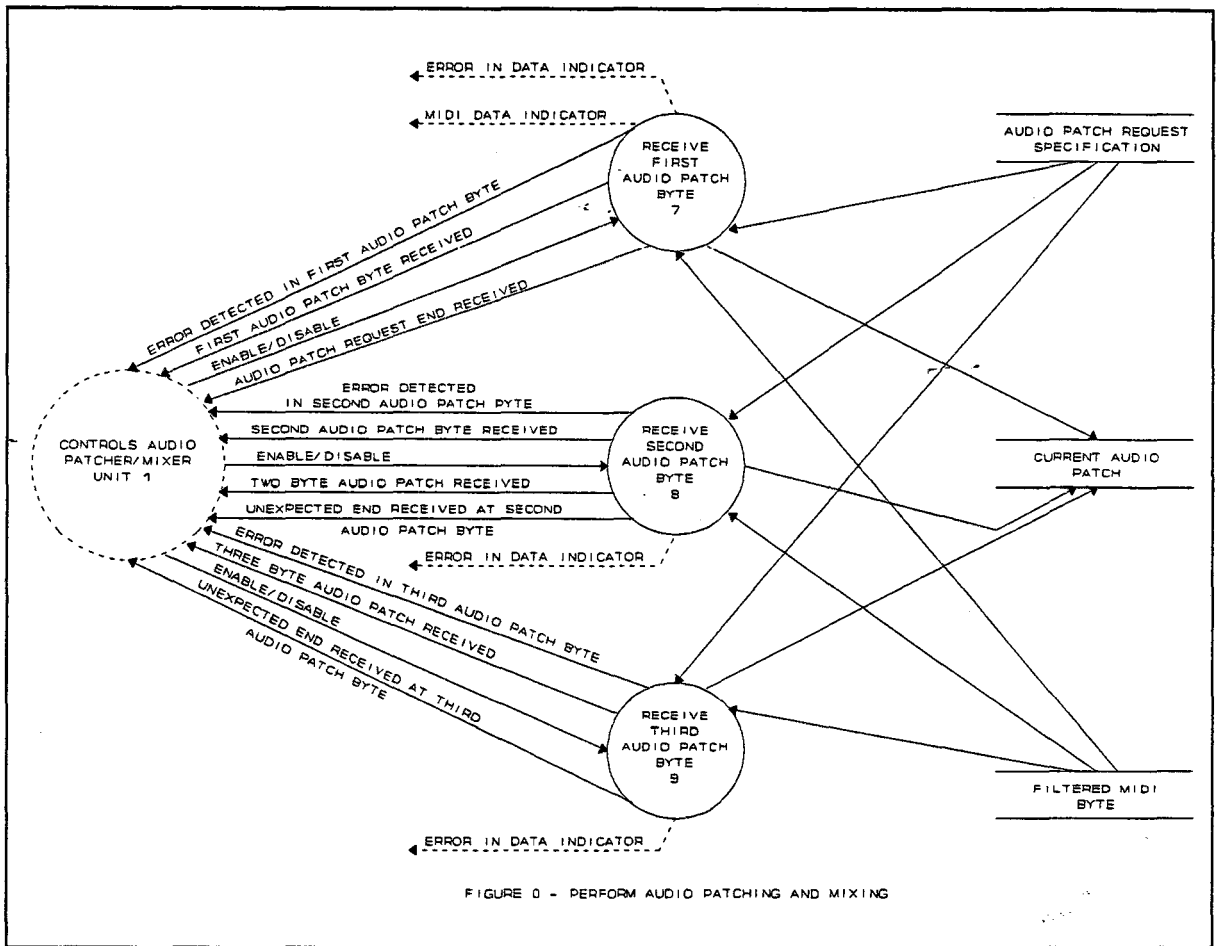 ERROR IN DATA INDICATOR
MIDI DATA INDICATOR
RECEIVE
FIRST
AUDIO PATCH
BYTE
7
AUDIO PATCH REQUEST
SPECIFICATION
ERROR DETECTED IN FIRST AUDIO PATCH BYTE
FIRST AUDIO PATCH BYTE RECEIVED
ENABLE/DISABLE
AUDIO PATCH REQUEST END RECEIVED
CONTROLS AUDIO
PATCHER/MIXER
UNIT 1
ERROR DETECTED
IN SECOND AUDIO PATCH PYTE
SECOND AUDIO PATCH BYTE RECEIVED
ENABLE/DISABLE
TWO BYTE AUDIO PATCH RECEIVED
UNEXPECTED END RECEIVED AT SECOND
AUDIO PATCH BYTE
ERROR IN DATA INDICATOR
RECEIVE
SECOND
AUDIO PATCH
BYTE
8
CURRENT AUDIO
PATCH
ERROR DETECTED IN THIRD AUDIO PATCH BYTE
THREE BYTE AUDIO PATCH RECEIVED
ENABLE/DISABLE
UNEXPECTED END RECEIVED AT THIRD
AUDIO PATCH BYTE
RECEIVE
THIRD
AUDIO PATCH
BYTE
9
FILTERED MIDI
BYTE
ERROR IN DATA INDICATOR
FIGURE 0 - PERFORM AUDIO PATCHING AND MIXING